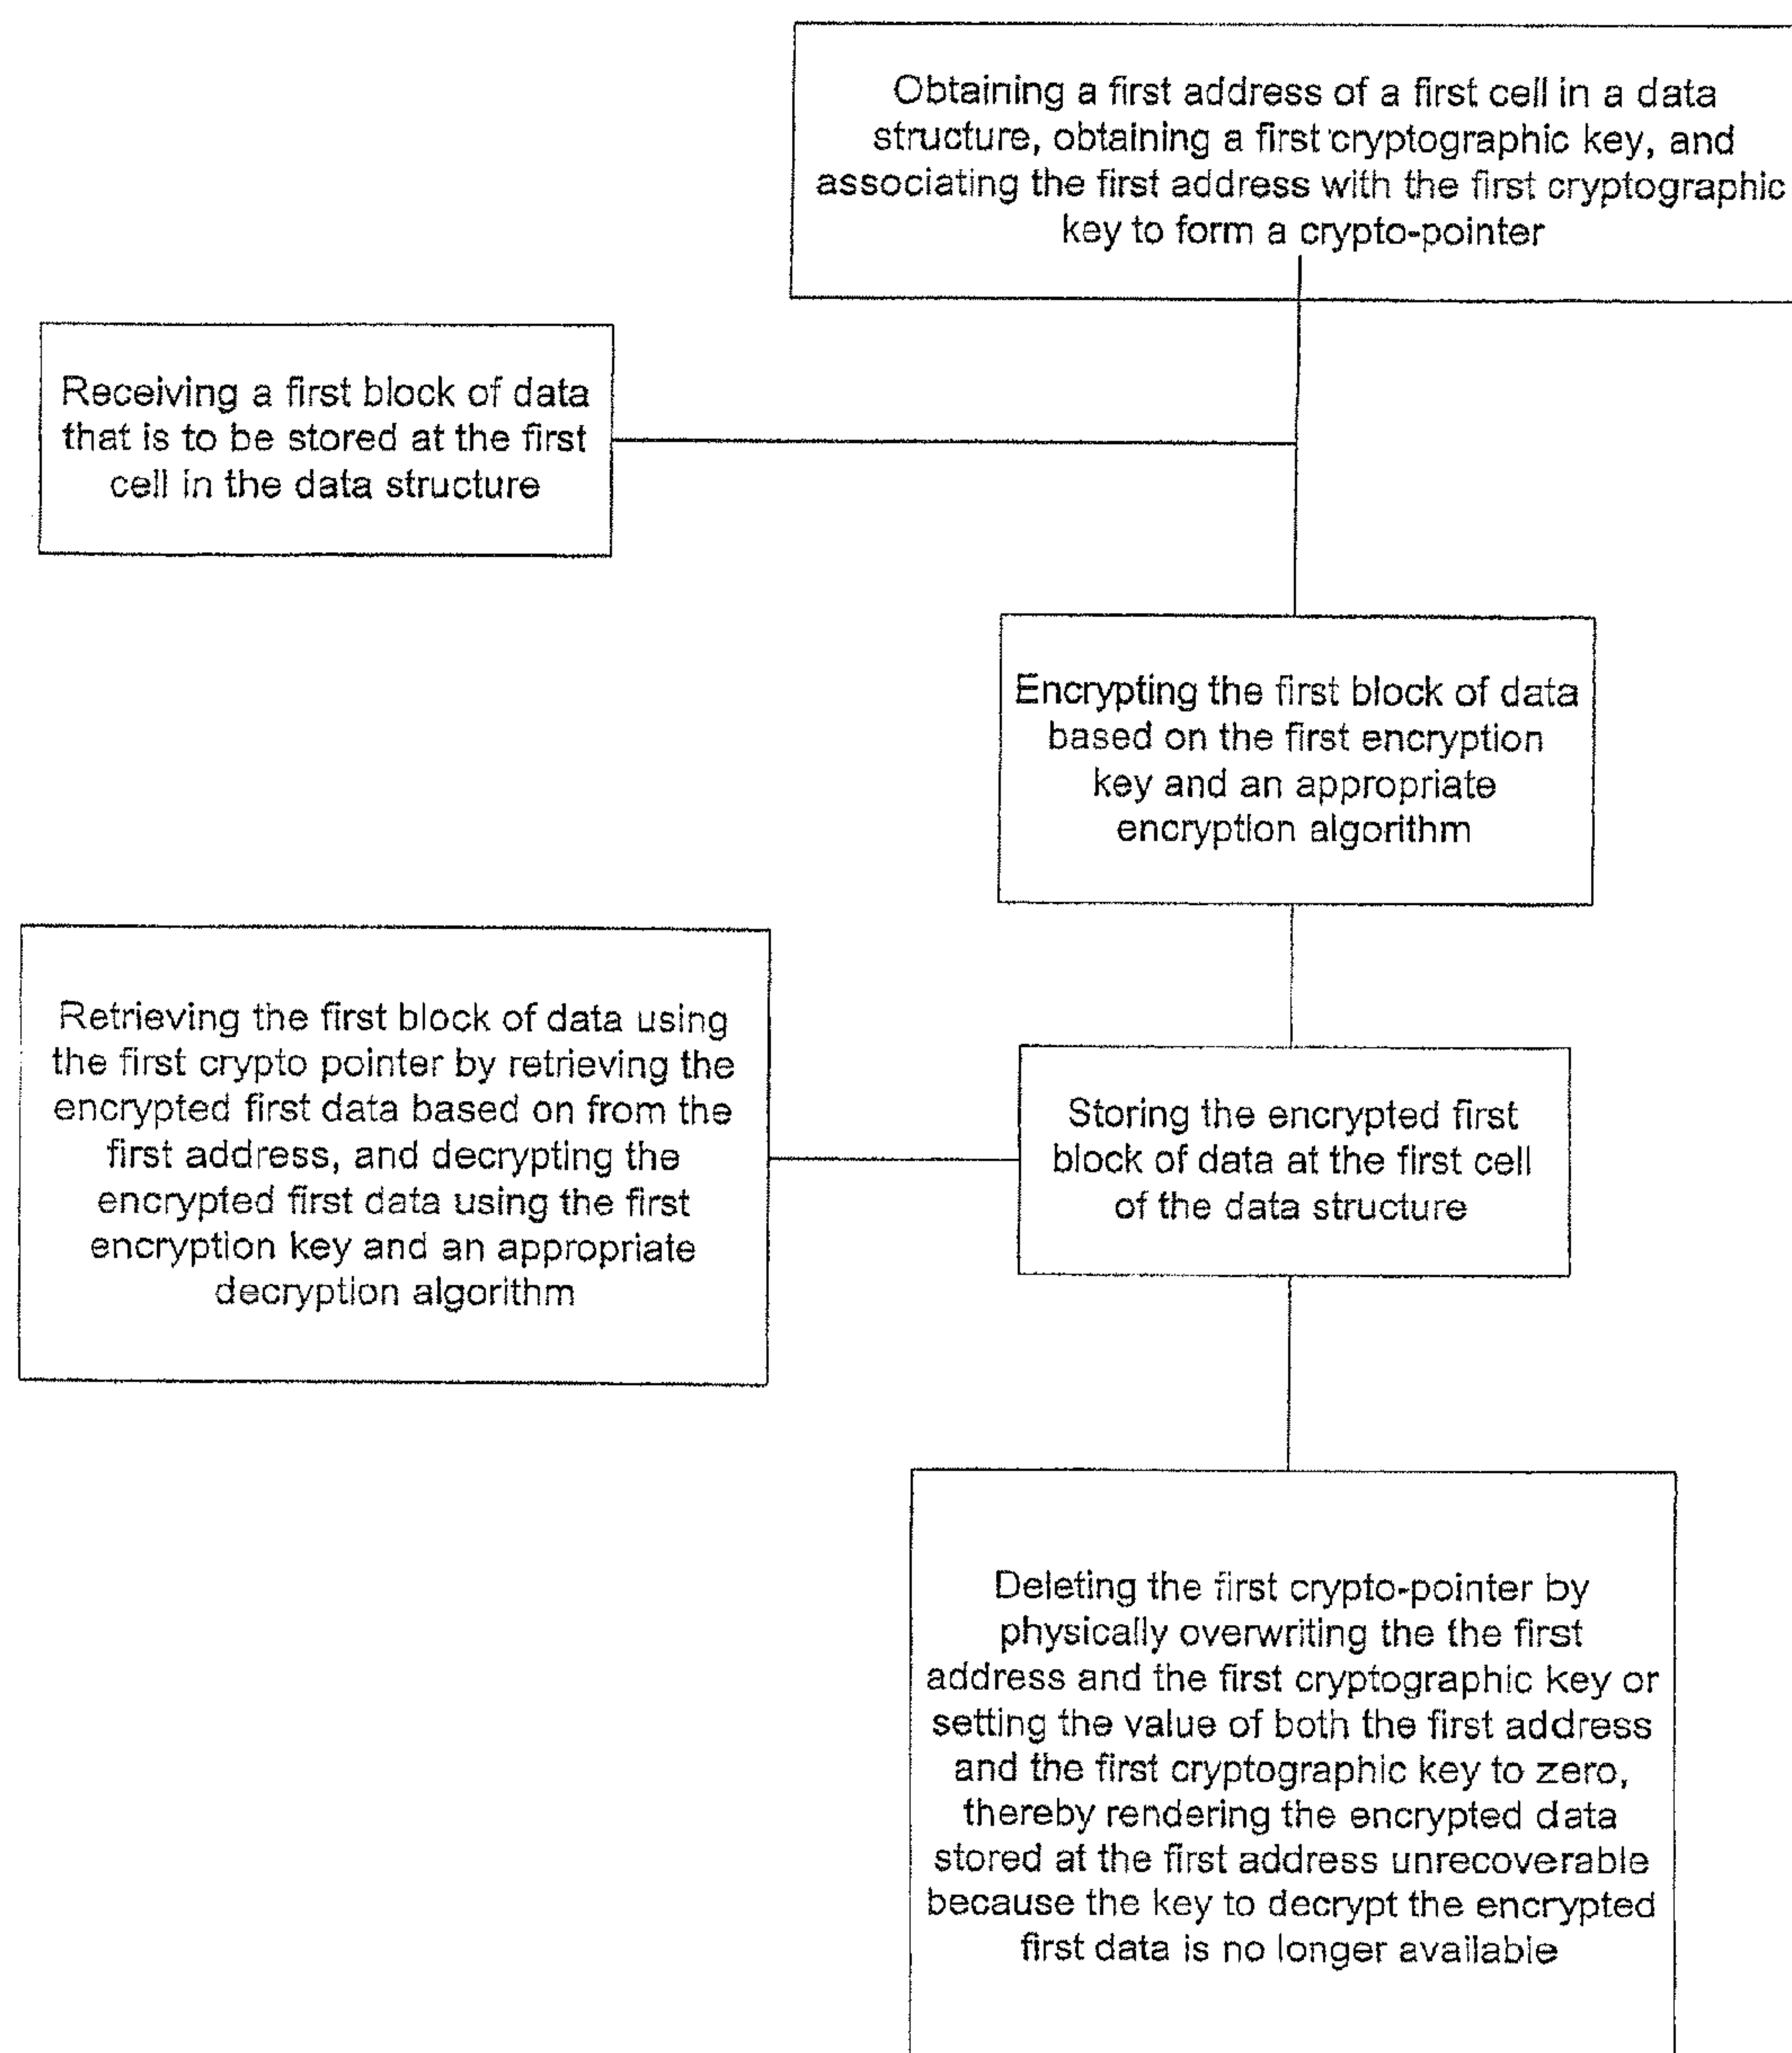 Obtaining a first address of a first cell in a data
structure, obtaining a first cryptographic key, and
associating the first address with the first cryptographic
key to form a crypto-pointer
Receiving a first block of data
that is to be stored at the first
cell in the data structure
Encrypting the first block of data
based on the first encryption
key and an appropriate
encryption algorithm
Retrieving the first block of data using
the first crypto pointer by retrieving the
encrypted first data based on from the
first address, and decrypting the
encrypted first data using the first
encryption key and an appropriate
decryption algorithm
Storing the encrypted first
block of data at the first cell
of the data structure
Deleting the first crypto-pointer by
physically overwriting the the first
address and the first cryptographic key or
setting the value of both the first address
and the first cryptographic key to zero,
thereby rendering the encrypted data
stored at the first address unrecoverable
because the key to decrypt the encrypted
first data is no longer available